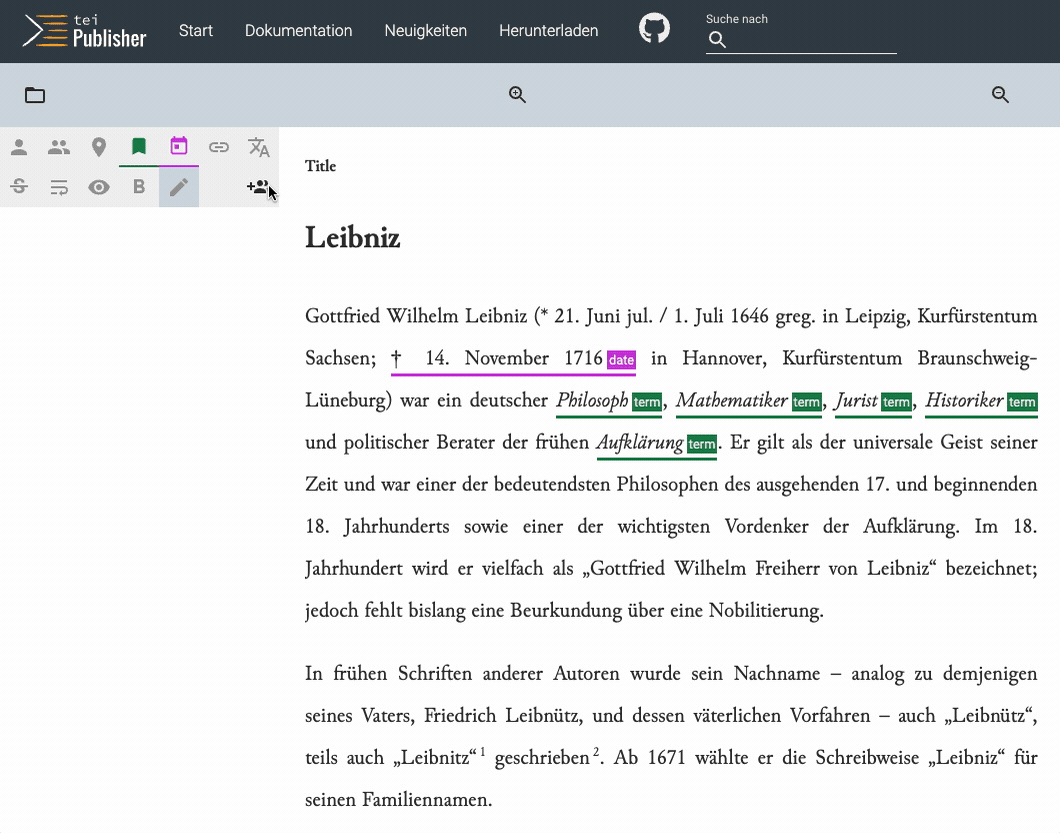 tei
Publisher
Start Dokumentation Neuigkeiten Herunterladen
Suche nach
B
Title
Leibniz
Gottfried Wilhelm Leibniz (* 21. Juni jul. / 1. Juli 1646 greg. in Leipzig, Kurfürstentum
Sachsen; † 14. November 1716 date in Hannover, Kurfürstentum Braunschweig-
Lüneburg) war ein deutscher Philosoph term, Mathematiker term, Jurist term, Historiker term
und politischer Berater der frühen Aufklärung term. Er gilt als der universale Geist seiner
Zeit und war einer der bedeutendsten Philosophen des ausgehenden 17. und beginnenden
18. Jahrhunderts sowie einer der wichtigsten Vordenker der Aufklärung. Im 18.
Jahrhundert wird er vielfach als „Gottfried Wilhelm Freiherr von Leibniz“ bezeichnet;
jedoch fehlt bislang eine Beurkundung über eine Nobilitierung.
In frühen Schriften anderer Autoren wurde sein Nachname – analog zu demjenigen
seines Vaters, Friedrich Leibnütz, und dessen väterlichen Vorfahren – auch „Leibnütz“,
teils auch „Leibnitz“ 1 geschrieben 2. Ab 1671 wählte er die Schreibweise „Leibniz“ für
seinen Familiennamen.